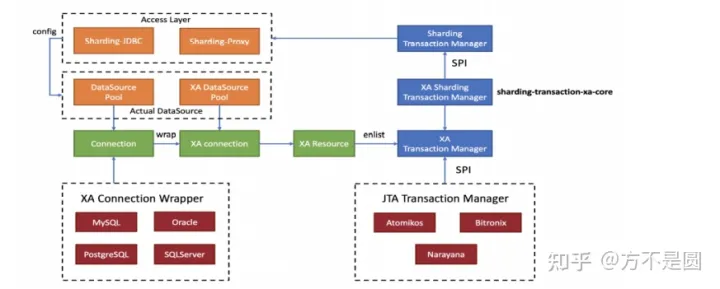 Access Layer
config
Sharding-JDBC
Sharding-Proxy
Sharding
Transaction Manager
SPI
DataSource
Pool
XA DataSource
Pool
XA Sharding
Transaction Manager
sharding-transaction-xa-core
Actual DataSource
Connection
wrap
XA connection
XA Resource
enlist
XA
Transaction Manager
SPI
XA Connection Wrapper
MySQL
Oracle
PostgreSQL
SQLServer
JTA Transaction Manager
Atomikos
Bitronix
Narayana
知乎 @方不是圆